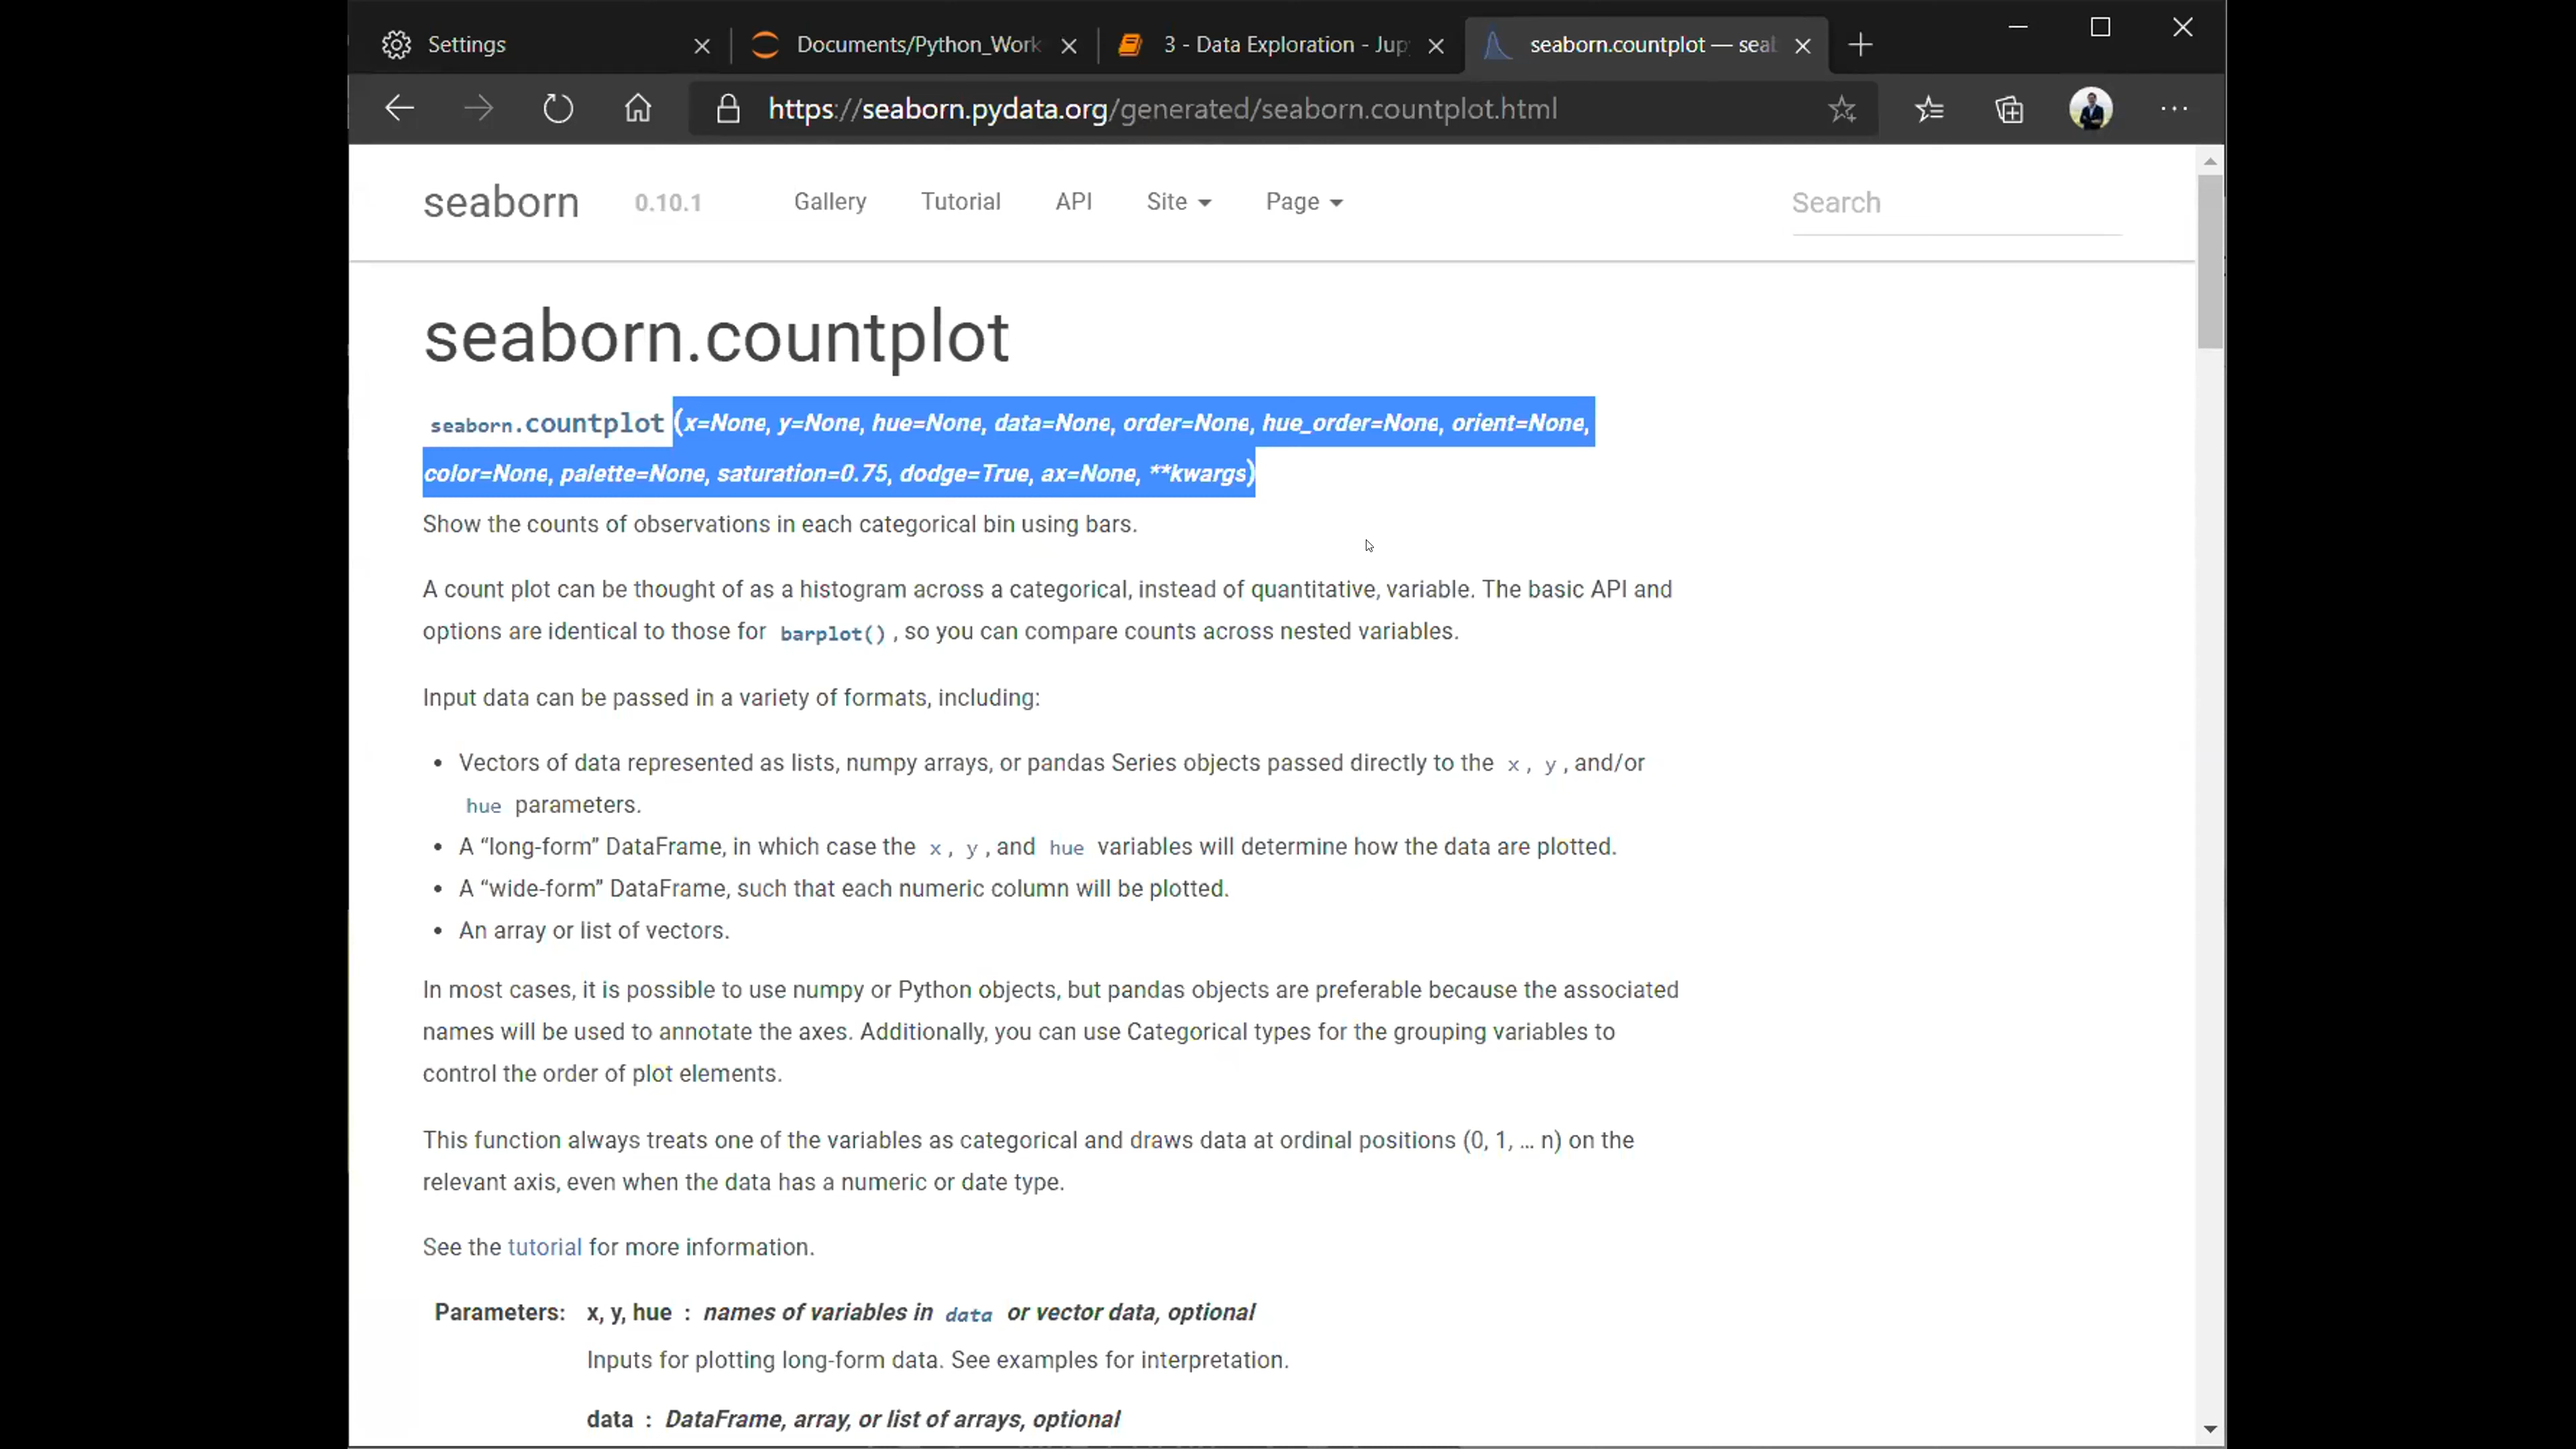 Settings
Documents/Python_Work
3 - Data Exploration - Jup
seaborn.countplot — seab
https://seaborn.pydata.org/generated/seaborn.countplot.html
seaborn 0.10.1 Gallery Tutorial API Site Page Search
seaborn.countplot
seaborn.countplot(x=None, y=None, hue=None, data=None, order=None, hue_order=None, orient=None,
color=None, palette=None, saturation=0.75, dodge=True, ax=None, **kwargs)
Show the counts of observations in each categorical bin using bars.
A count plot can be thought of as a histogram across a categorical, instead of quantitative, variable. The basic API and
options are identical to those for barplot(), so you can compare counts across nested variables.
Input data can be passed in a variety of formats, including:
• Vectors of data represented as lists, numpy arrays, or pandas Series objects passed directly to the x, y, and/or
hue parameters.
• A “long-form” DataFrame, in which case the x, y, and hue variables will determine how the data are plotted.
• A “wide-form” DataFrame, such that each numeric column will be plotted.
• An array or list of vectors.
In most cases, it is possible to use numpy or Python objects, but pandas objects are preferable because the associated
names will be used to annotate the axes. Additionally, you can use Categorical types for the grouping variables to
control the order of plot elements.
This function always treats one of the variables as categorical and draws data at ordinal positions (0, 1, … n) on the
relevant axis, even when the data has a numeric or date type.
See the tutorial for more information.
Parameters: x, y, hue : names of variables in data or vector data, optional
Inputs for plotting long-form data. See examples for interpretation.
data : DataFrame, array, or list of arrays, optional